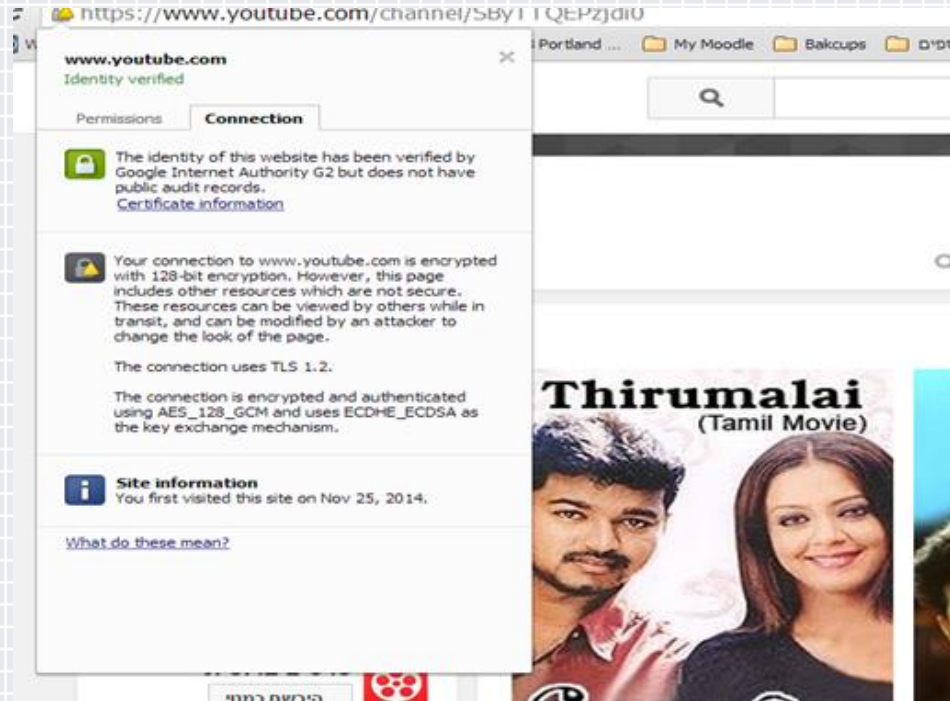 https://www.youtube.com/channel/SByTTQEPzjdi0
Portland ...
My Moodle
Bakcups
www.youtube.com
Identity verified
Permissions
Connection
The identity of this website has been verified by
Google Internet Authority G2 but does not have
public audit records.
Certificate information
Your connection to www.youtube.com is encrypted
with 128-bit encryption. However, this page
includes other resources which are not secure.
These resources can be viewed by others while in
transit, and can be modified by an attacker to
change the look of the page.
The connection uses TLS 1.2.
The connection is encrypted and authenticated
using AES_128_GCM and uses ECDHE_ECDSA as
the key exchange mechanism.
Site information
You first visited this site on Nov 25, 2014.
What do these mean?
Thirumalai
(Tamil Movie)